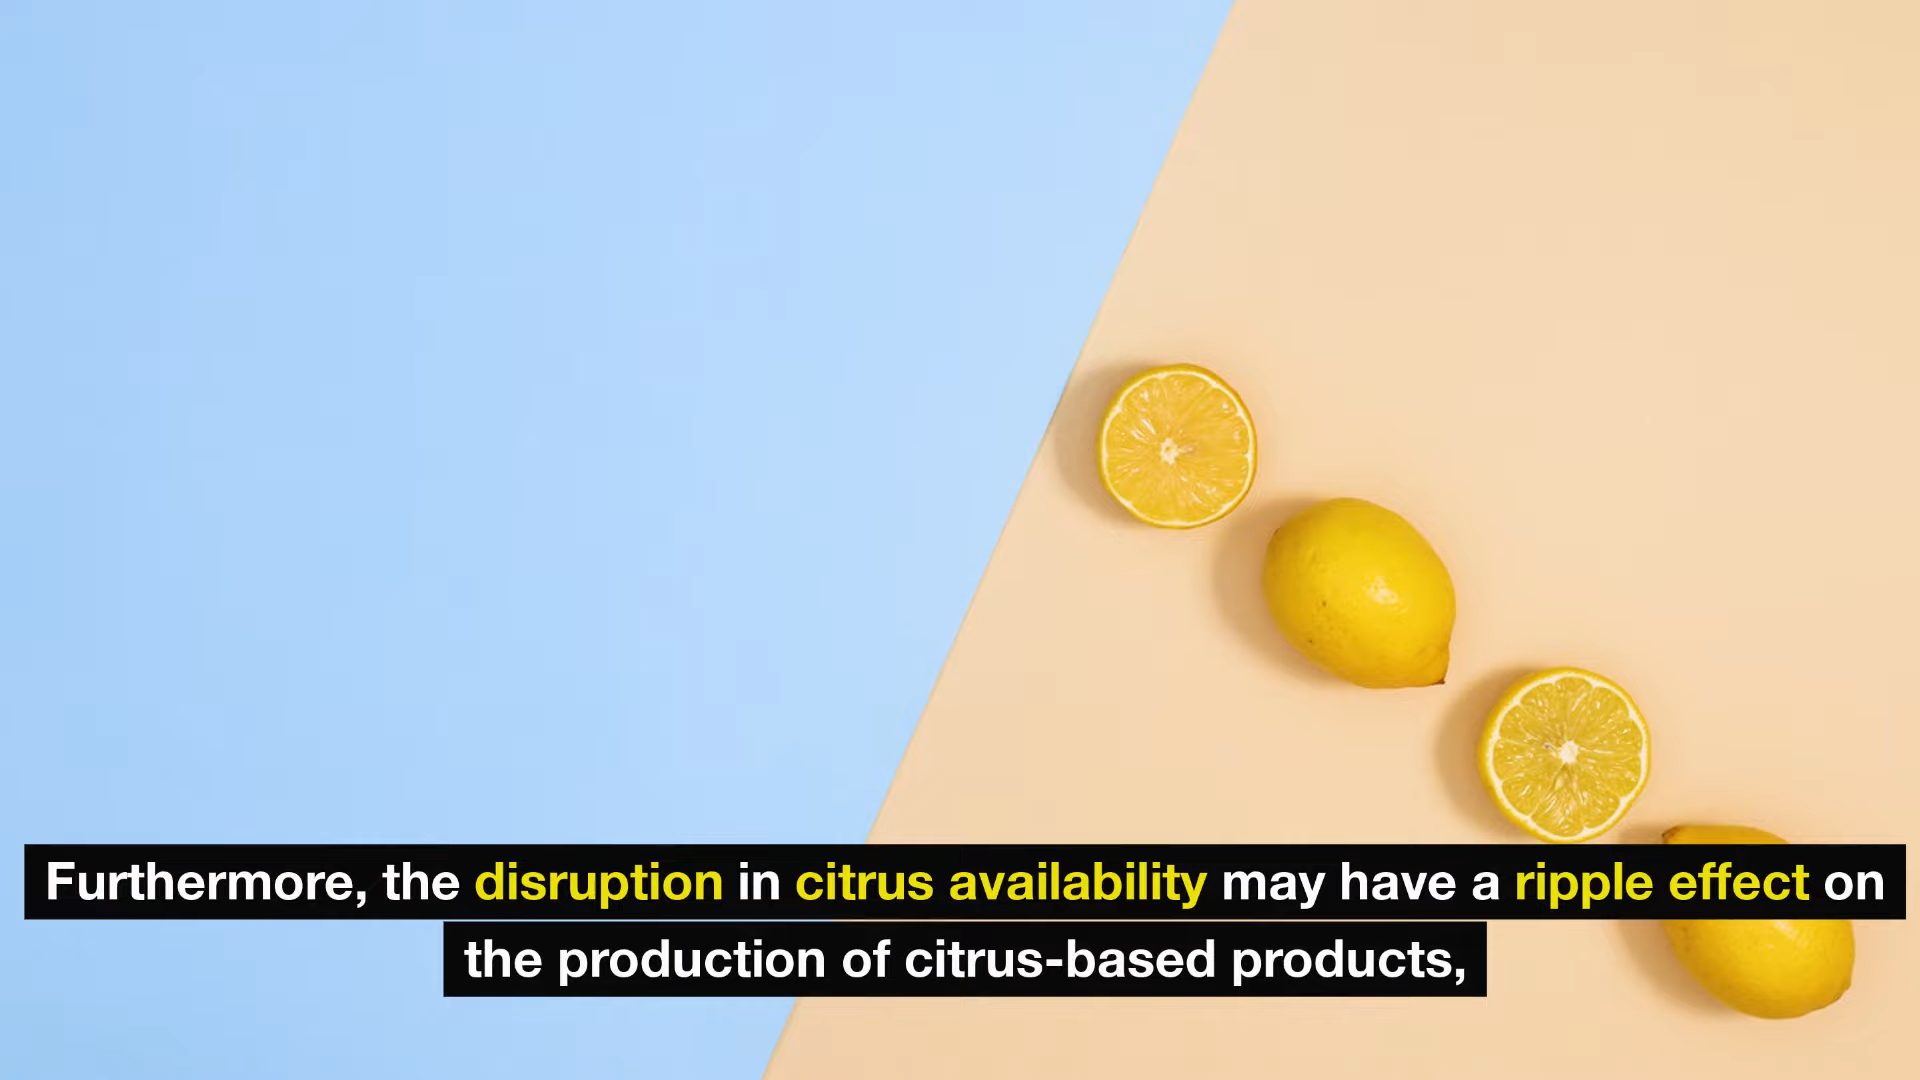 Furthermore, the disruption in citrus availability may have a ripple effect on
the production of citrus-based products,